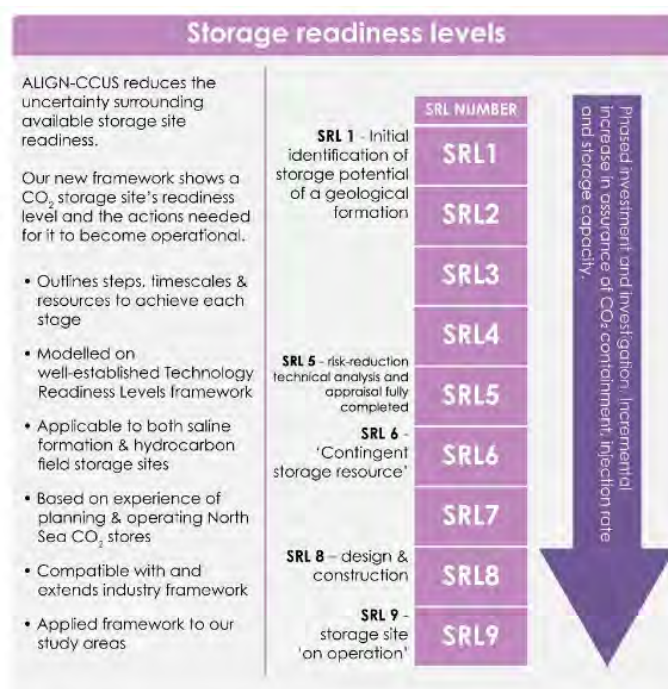 Storage readiness levels
ALIGN-CCUS reduces the
uncertainty surrounding
available storage site
readiness.
Our new framework shows a
CO₂ storage site's readiness
level and the actions needed
for it to become operational.
• Outlines steps, timescales &
resources to achieve each
stage
• Modelled on
well-established Technology
Readiness Levels framework
• Applicable to both saline
formation & hydrocarbon
field storage sites
• Based on experience of
planning & operating North
Sea CO₂ stores
• Compatible with and
extends industry framework
• Applied framework to our
study areas
SRL 1 - Initial
identification of
storage potential
of a geological
formation
SRL 5 - risk-reduction
technical analysis and
appraisal fully
completed
SRL 6 -
'Contingent
storage resource'
SRL 8 – design &
construction
SRL 9 -
storage site
'on operation'
SRL NUMBER
SRL1
SRL2
SRL3
SRL4
SRL5
SRL6
SRL7
SRL8
SRL9
Phased investment and investigation. Incremental
increase in assurance of CO₂ containment, injection rate
and storage capacity.